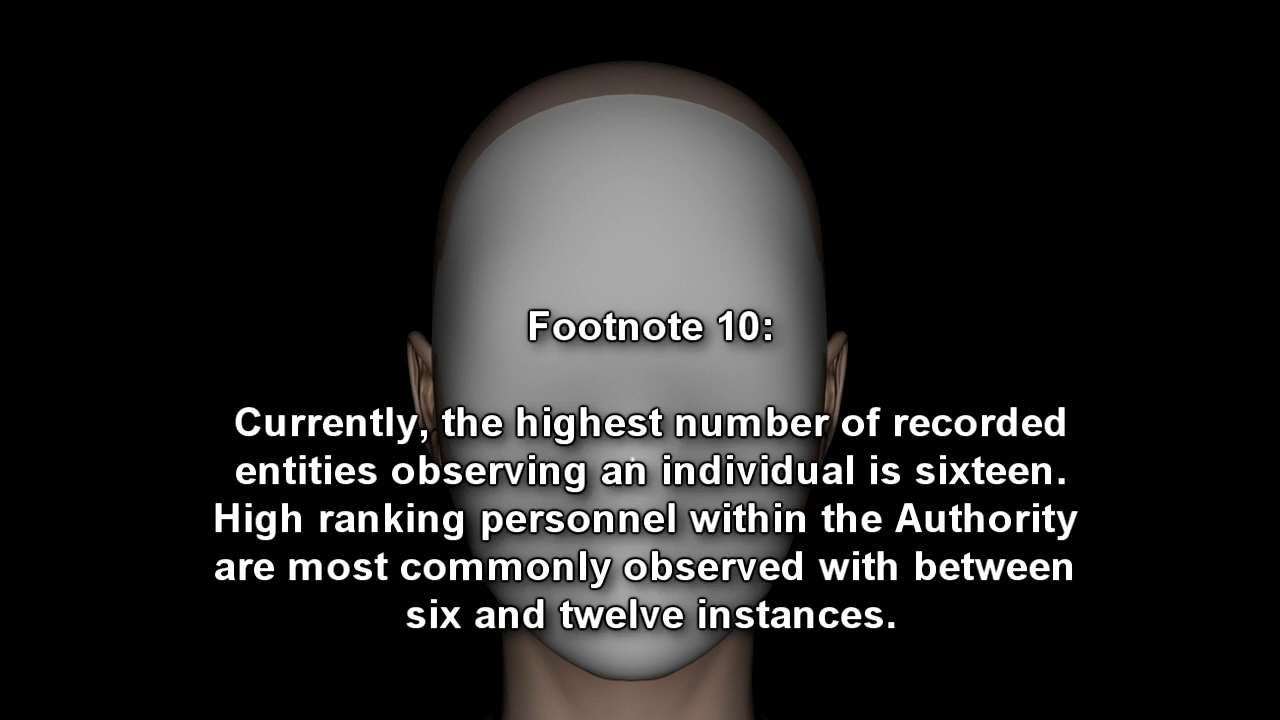 Footnote 10:
Currently, the highest number of recorded
entities observing an individual is sixteen.
High ranking personnel within the Authority
are most commonly observed with between
six and twelve instances.